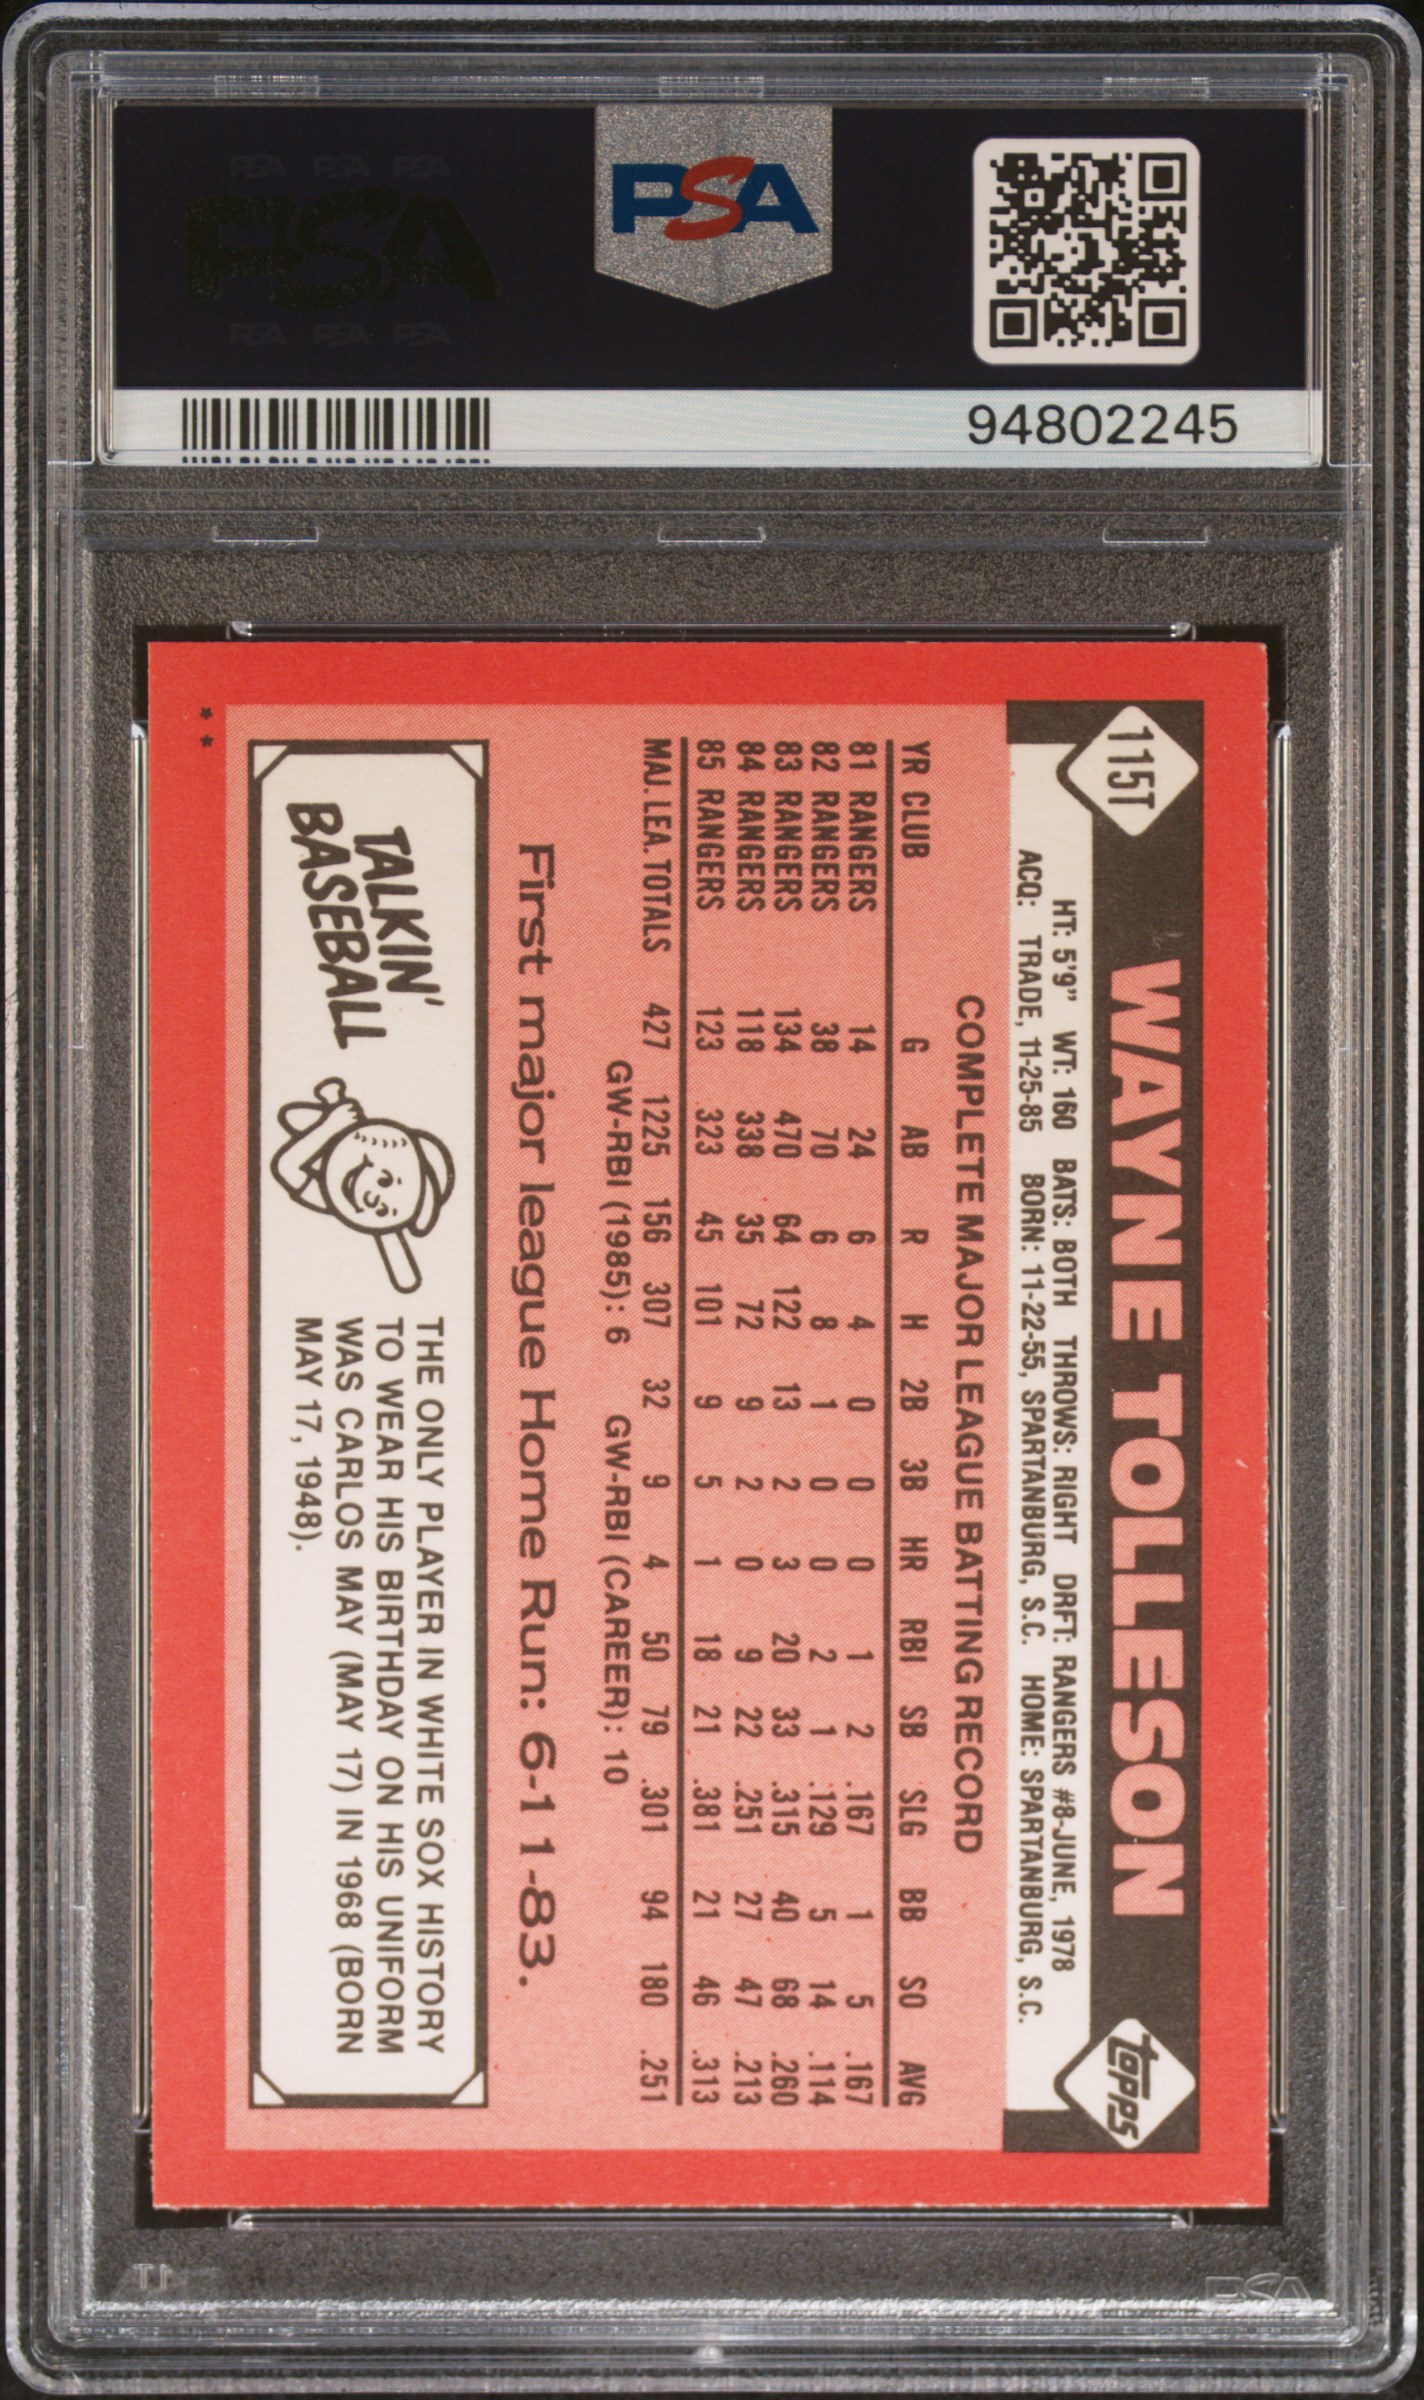 PSA PSA PSA
PSA
PSA PSA PSA
PSA
94802245
115T
WAYNE TOLLESON
topps
HT: 5'9" WT: 160 BATS: BOTH THROWS: RIGHT DRFT: RANGERS #8-JUNE, 1978
ACQ: TRADE, 11-25-85 BORN: 11-22-55, SPARTANBURG, S.C. HOME: SPARTANBURG, S.C.
COMPLETE MAJOR LEAGUE BATTING RECORD
YR CLUB G AB R H 2B 3B HR RBI SB SLG BB SO AVG
81 RANGERS 14 24 6 4 0 0 0 1 2 .167 1 5 .167
82 RANGERS 38 70 6 8 1 0 0 2 1 .129 5 14 .114
83 RANGERS 134 470 64 122 13 2 3 20 33 .315 40 68 .260
84 RANGERS 118 338 35 72 9 2 0 9 22 .251 27 47 .213
85 RANGERS 123 323 45 101 9 5 1 18 21 .381 21 46 .313
MAJ. LEA. TOTALS 427 1225 156 307 32 9 4 50 79 .301 94 180 .251
GW-RBI (1985): 6 GW-RBI (CAREER): 10
First major league Home Run: 6-11-83.
TALKIN'
BASEBALL
THE ONLY PLAYER IN WHITE SOX HISTORY
TO WEAR HIS BIRTHDAY ON HIS UNIFORM
WAS CARLOS MAY (MAY 17) IN 1968 (BORN
MAY 17, 1948).
**
PSA